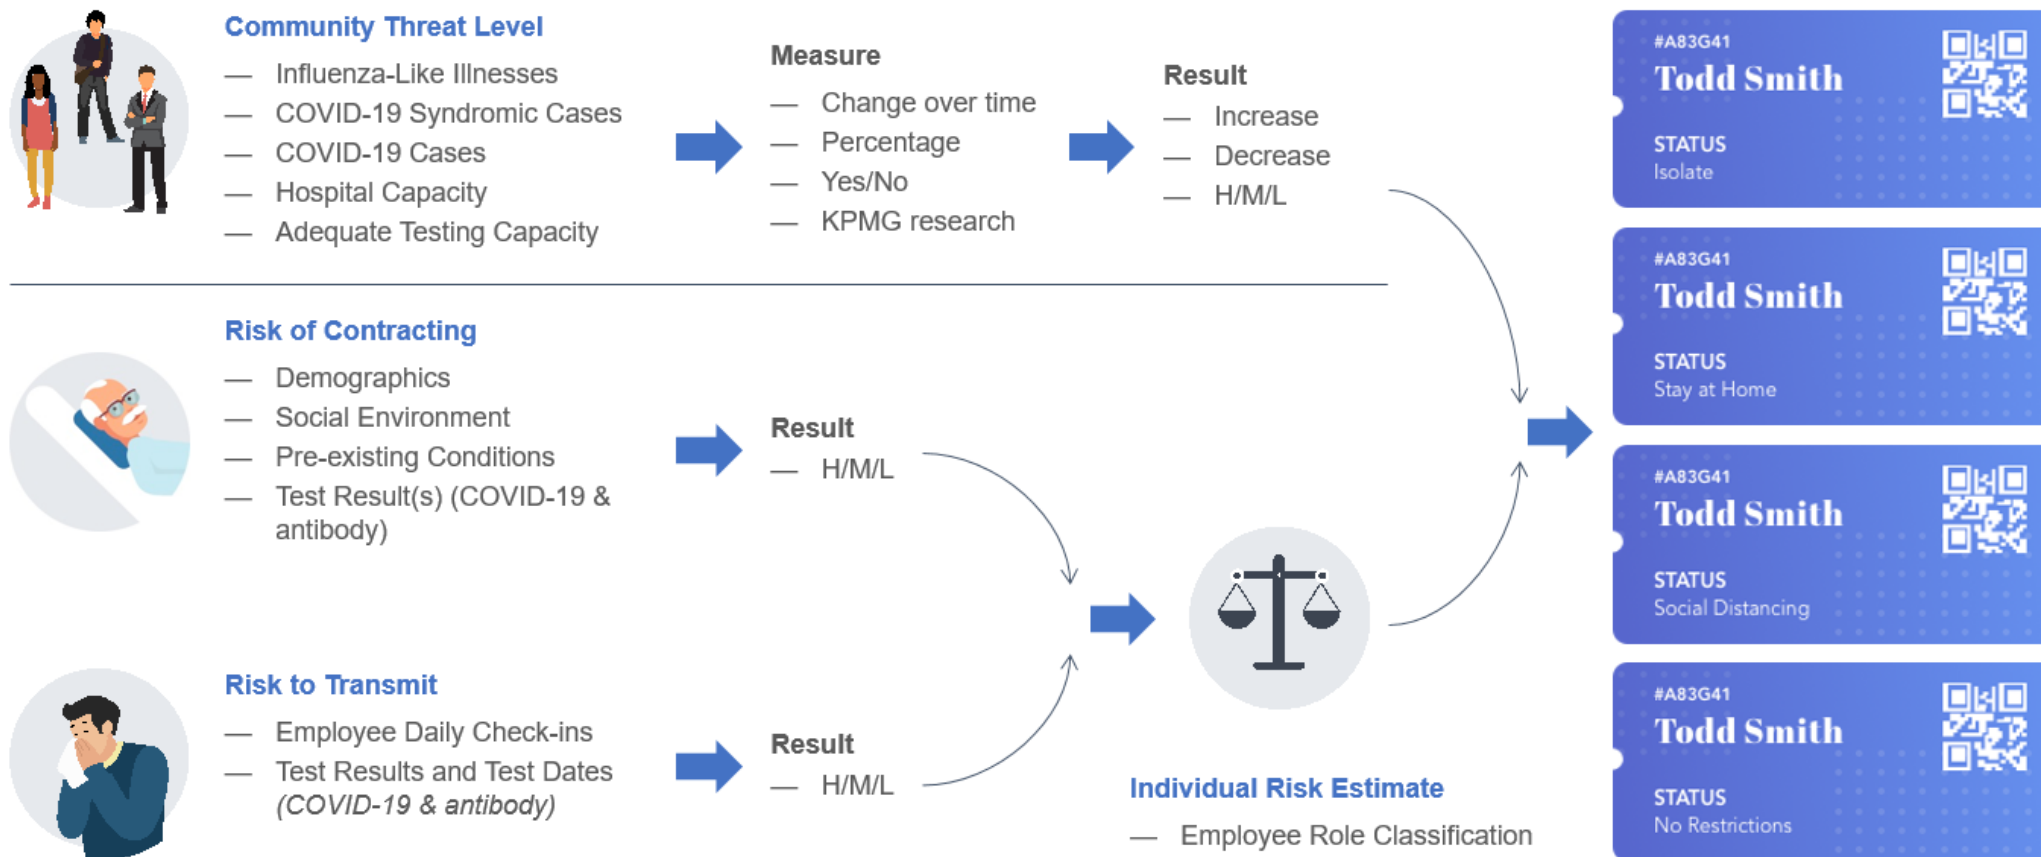 Community Threat Level
— Influenza-Like Illnesses
— COVID-19 Syndromic Cases
— COVID-19 Cases
— Hospital Capacity
— Adequate Testing Capacity
Measure
— Change over time
— Percentage
— Yes/No
— KPMG research
Result
— Increase
— Decrease
— H/M/L
Risk of Contracting
— Demographics
— Social Environment
— Pre-existing Conditions
— Test Result(s) (COVID-19 &
antibody)
Result
— H/M/L
Risk to Transmit
— Employee Daily Check-ins
— Test Results and Test Dates
(COVID-19 & antibody)
Result
— H/M/L
Individual Risk Estimate
— Employee Role Classification
#A83G41
Todd Smith
STATUS
Isolate
#A83G41
Todd Smith
STATUS
Stay at Home
#A83G41
Todd Smith
STATUS
Social Distancing
#A83G41
Todd Smith
STATUS
No Restrictions